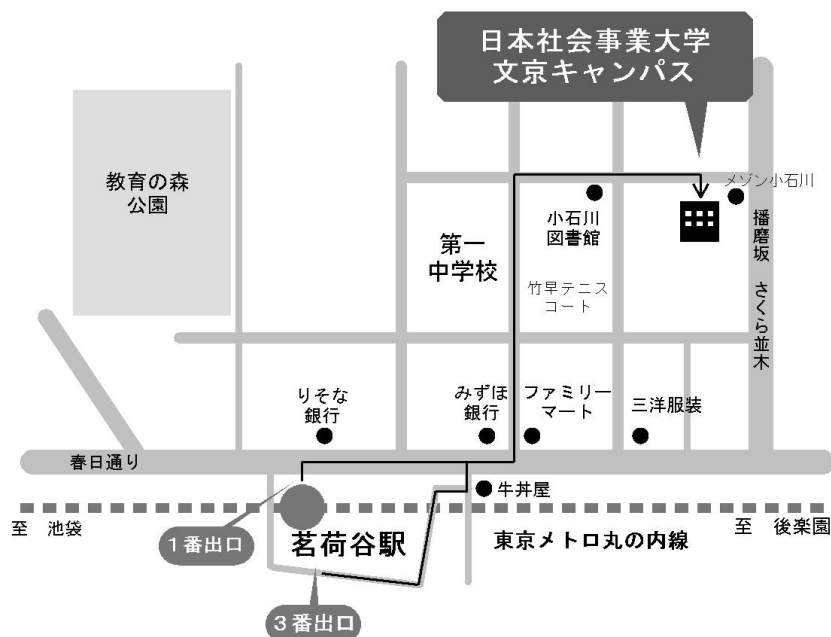 日本社会事業大学
文京キャンパス
教育の森
公園
メゾン小石川
小石川
図書館
第一
中学校
竹早テニス
コート
播磨坂 さくら並木
りそな
銀行
みずほ
銀行
ファミリー
マート
三洋服装
春日通り
牛丼屋
至 池袋
1番出口
茗荷谷駅
東京メトロ丸の内線
至 後楽園
3番出口